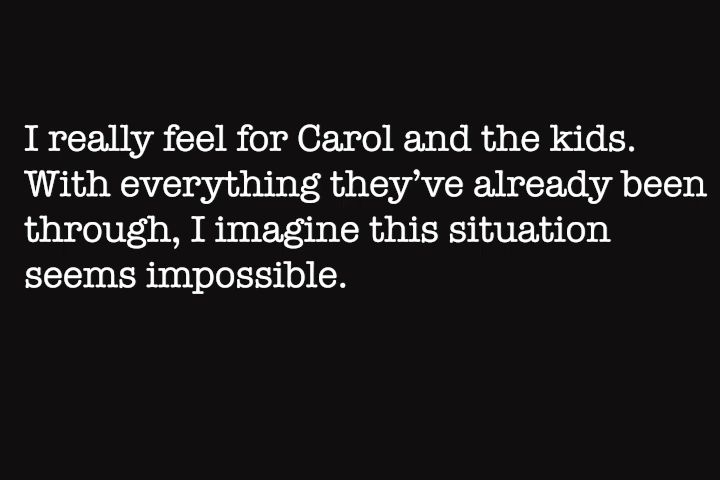 I really feel for Carol and the kids.
With everything they’ve already been
through, I imagine this situation
seems impossible.